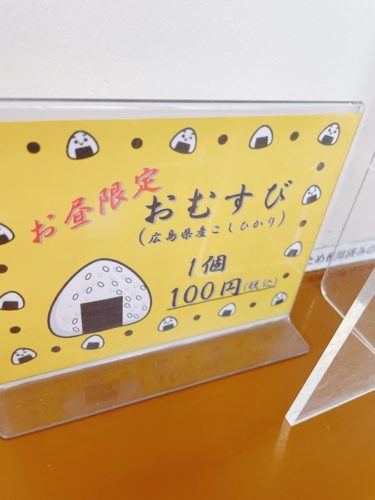 お昼限定
おむすび
(広島県産こしひかり)
1個
100円(税込)